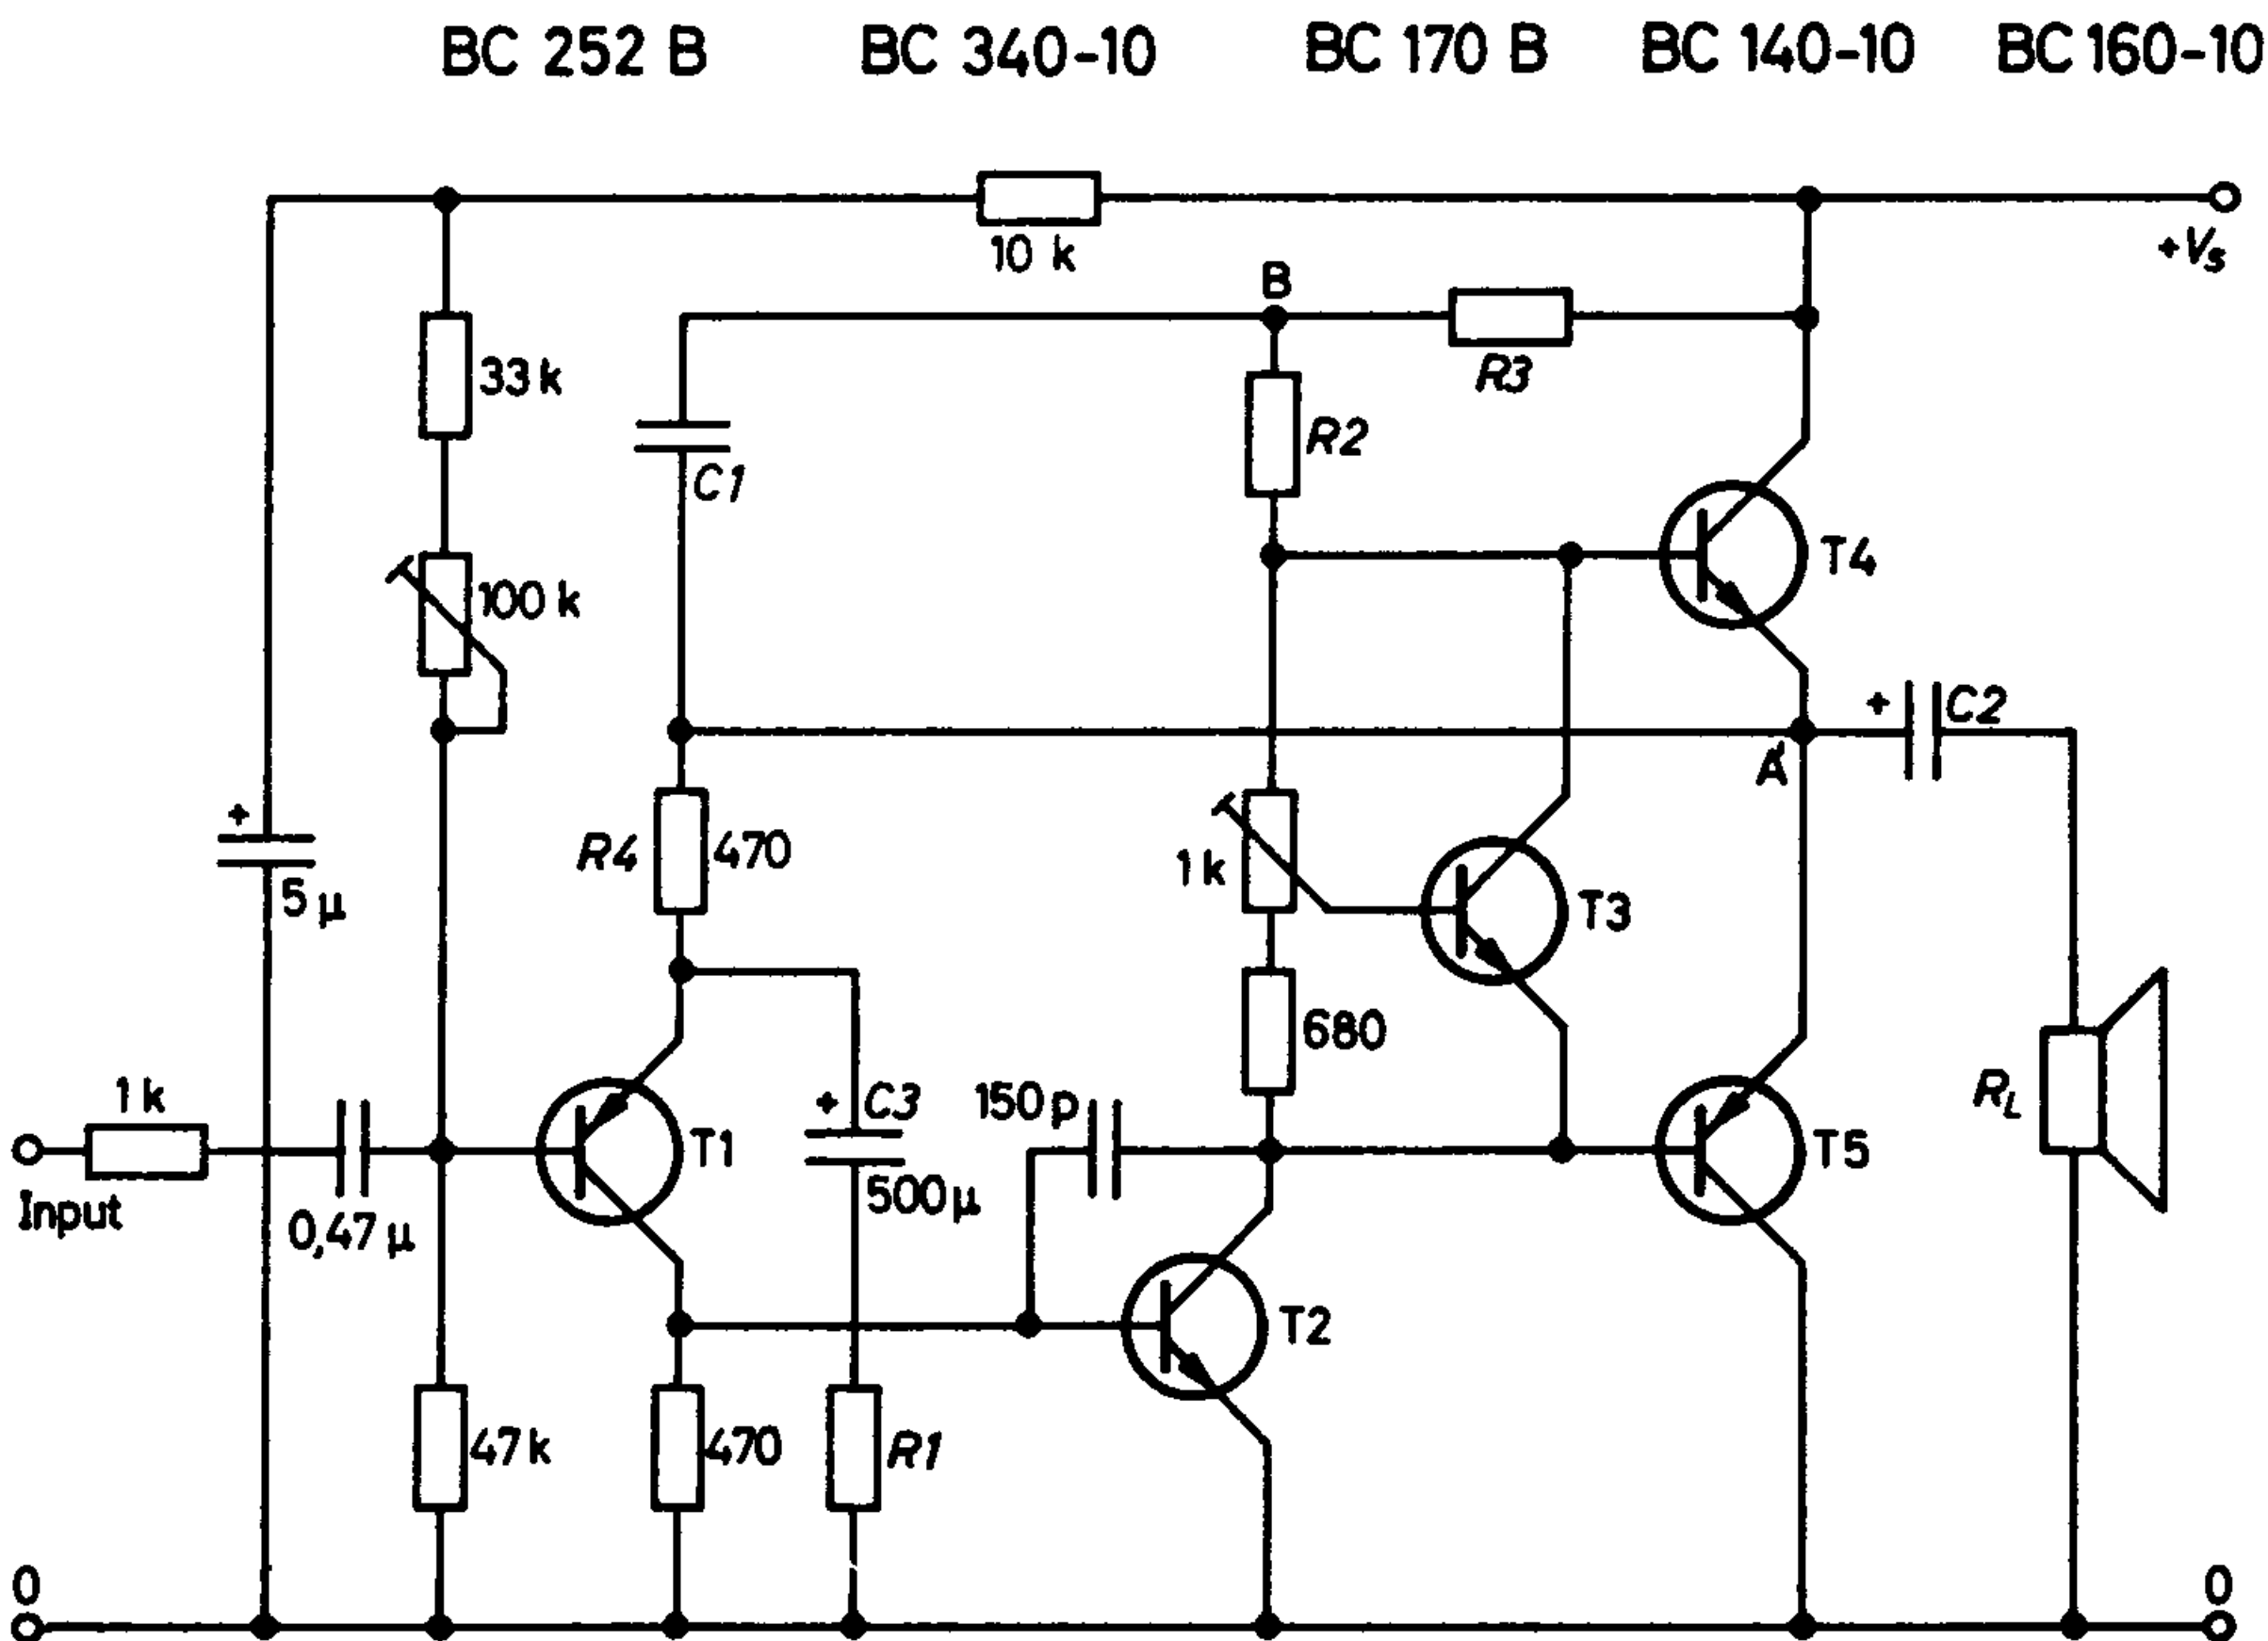 BC 252 B BC 340-10 BC 170 B BC 140-10 BC 160-10
10 k
+Vs
B
R3
33 k
R2
C1
T4
100 k
+ C2
A
+
R4 470
1 k
5 µ
T3
680
1 k
+ C3
150 p
RL
T1
T5
500 µ
Input
0,47 µ
T2
47 k
470
R1
0
0